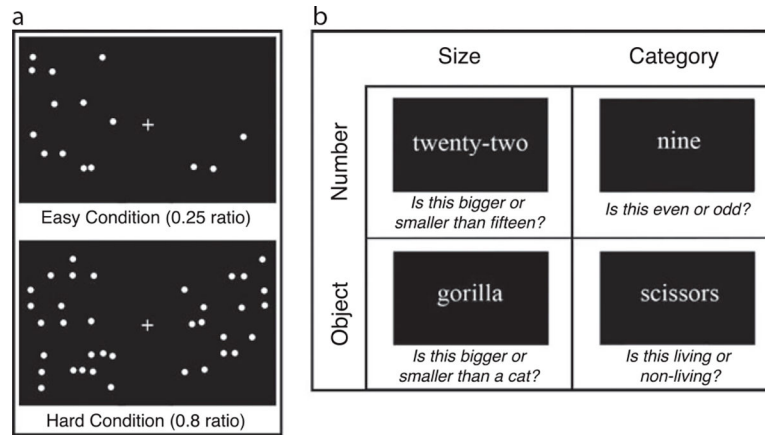 a
Easy Condition (0.25 ratio)
Hard Condition (0.8 ratio)
b
Size
Category
Number
twenty-two
Is this bigger or
smaller than fifteen?
nine
Is this even or odd?
Object
gorilla
Is this bigger or
smaller than a cat?
scissors
Is this living or
non-living?